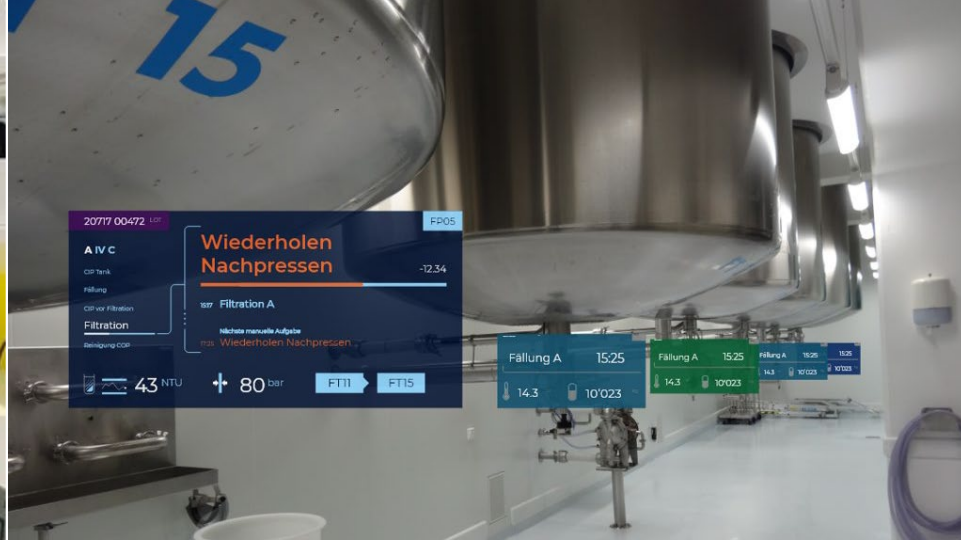 15
20717 00472 LOT
FP05
A IV C
CIP Tank
Fällung
CIP vor Filtration
Filtration
Reinigung COP
Wiederholen
Nachpressen
-12.34
Filtration A
Nächste manuelle Aufgabe
17:25 Wiederholen Nachpressen
43 NTU
80 bar
FT11
FT15
Fällung A 15:25
14.3 10'023
Fällung A 15:25
14.3 10'023
Fällung A 15:25
14.3 10'023
15:25
10'023